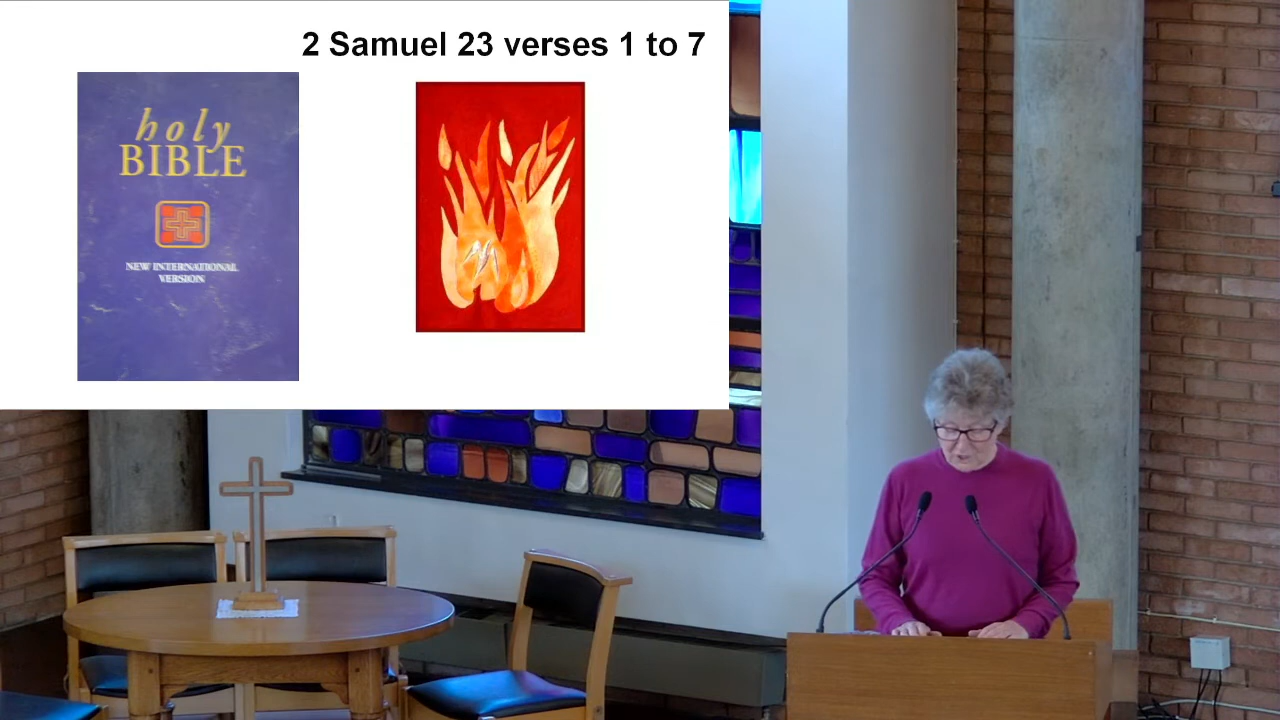 2 Samuel 23 verses 1 to 7
holy
BIBLE
NEW INTERNATIONAL
VERSION